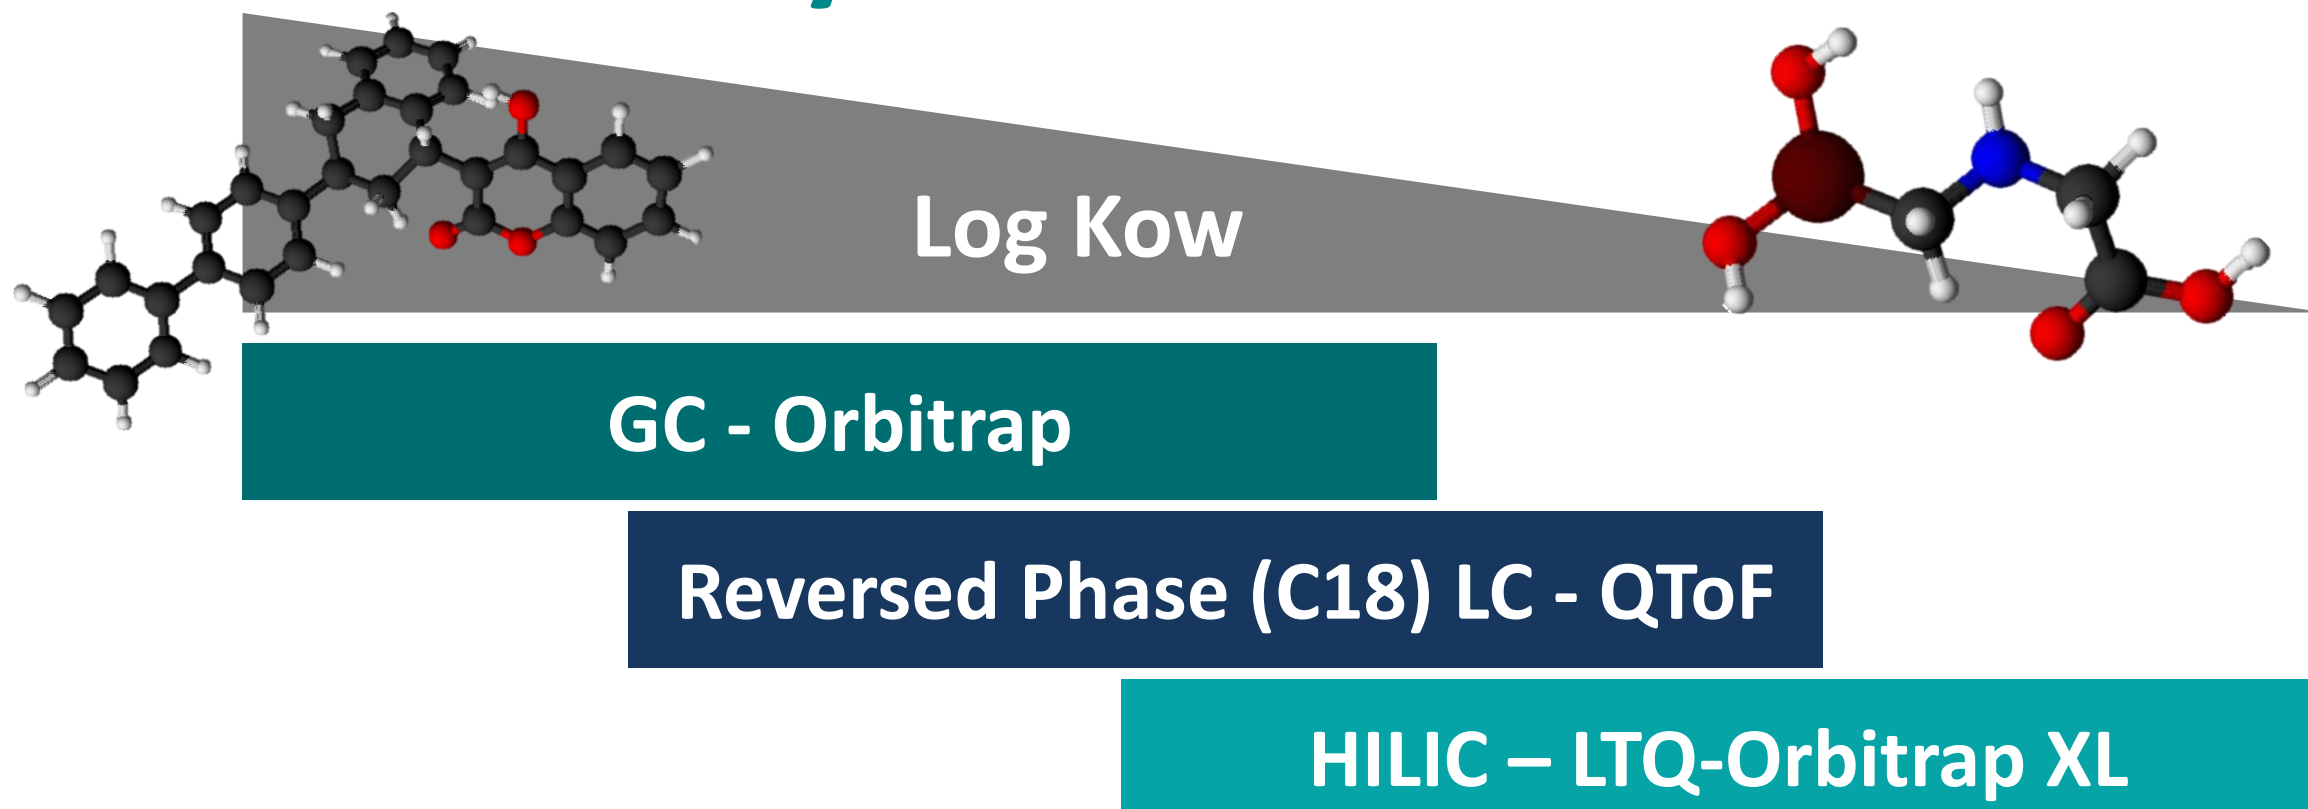 Log Kow
GC - Orbitrap
Reversed Phase (C18) LC - QToF
HILIC – LTQ-Orbitrap XL